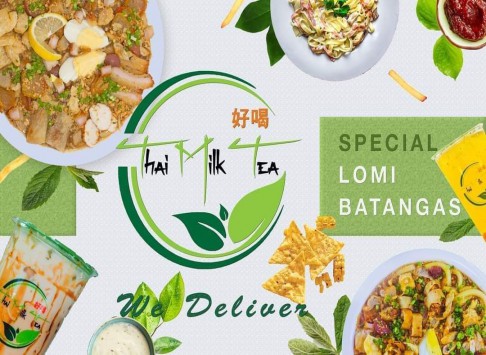 好喝
Thai Milk Tea
SPECIAL
LOMI
BATANGAS
We Deliver